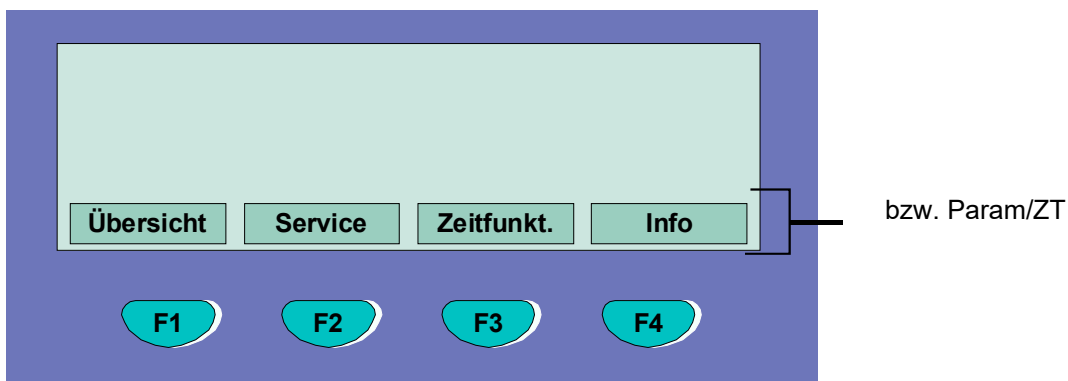 Übersicht
Service
Zeitfunkt.
Info
bzw. Param/ZT
F1
F2
F3
F4